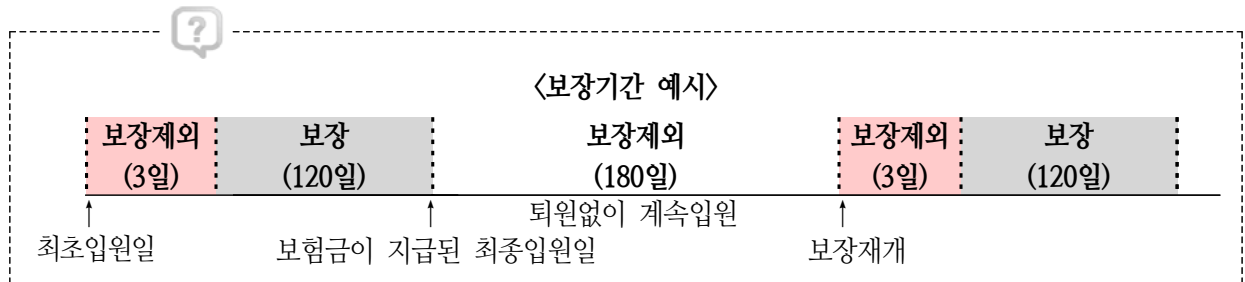 ?
〈보장기간 예시〉
보장제외 보장 보장제외 보장제외 보장
(3일) (120일) (180일) (3일) (120일)
퇴원없이 계속입원
최초입원일 보험금이 지급된 최종입원일 보장재개